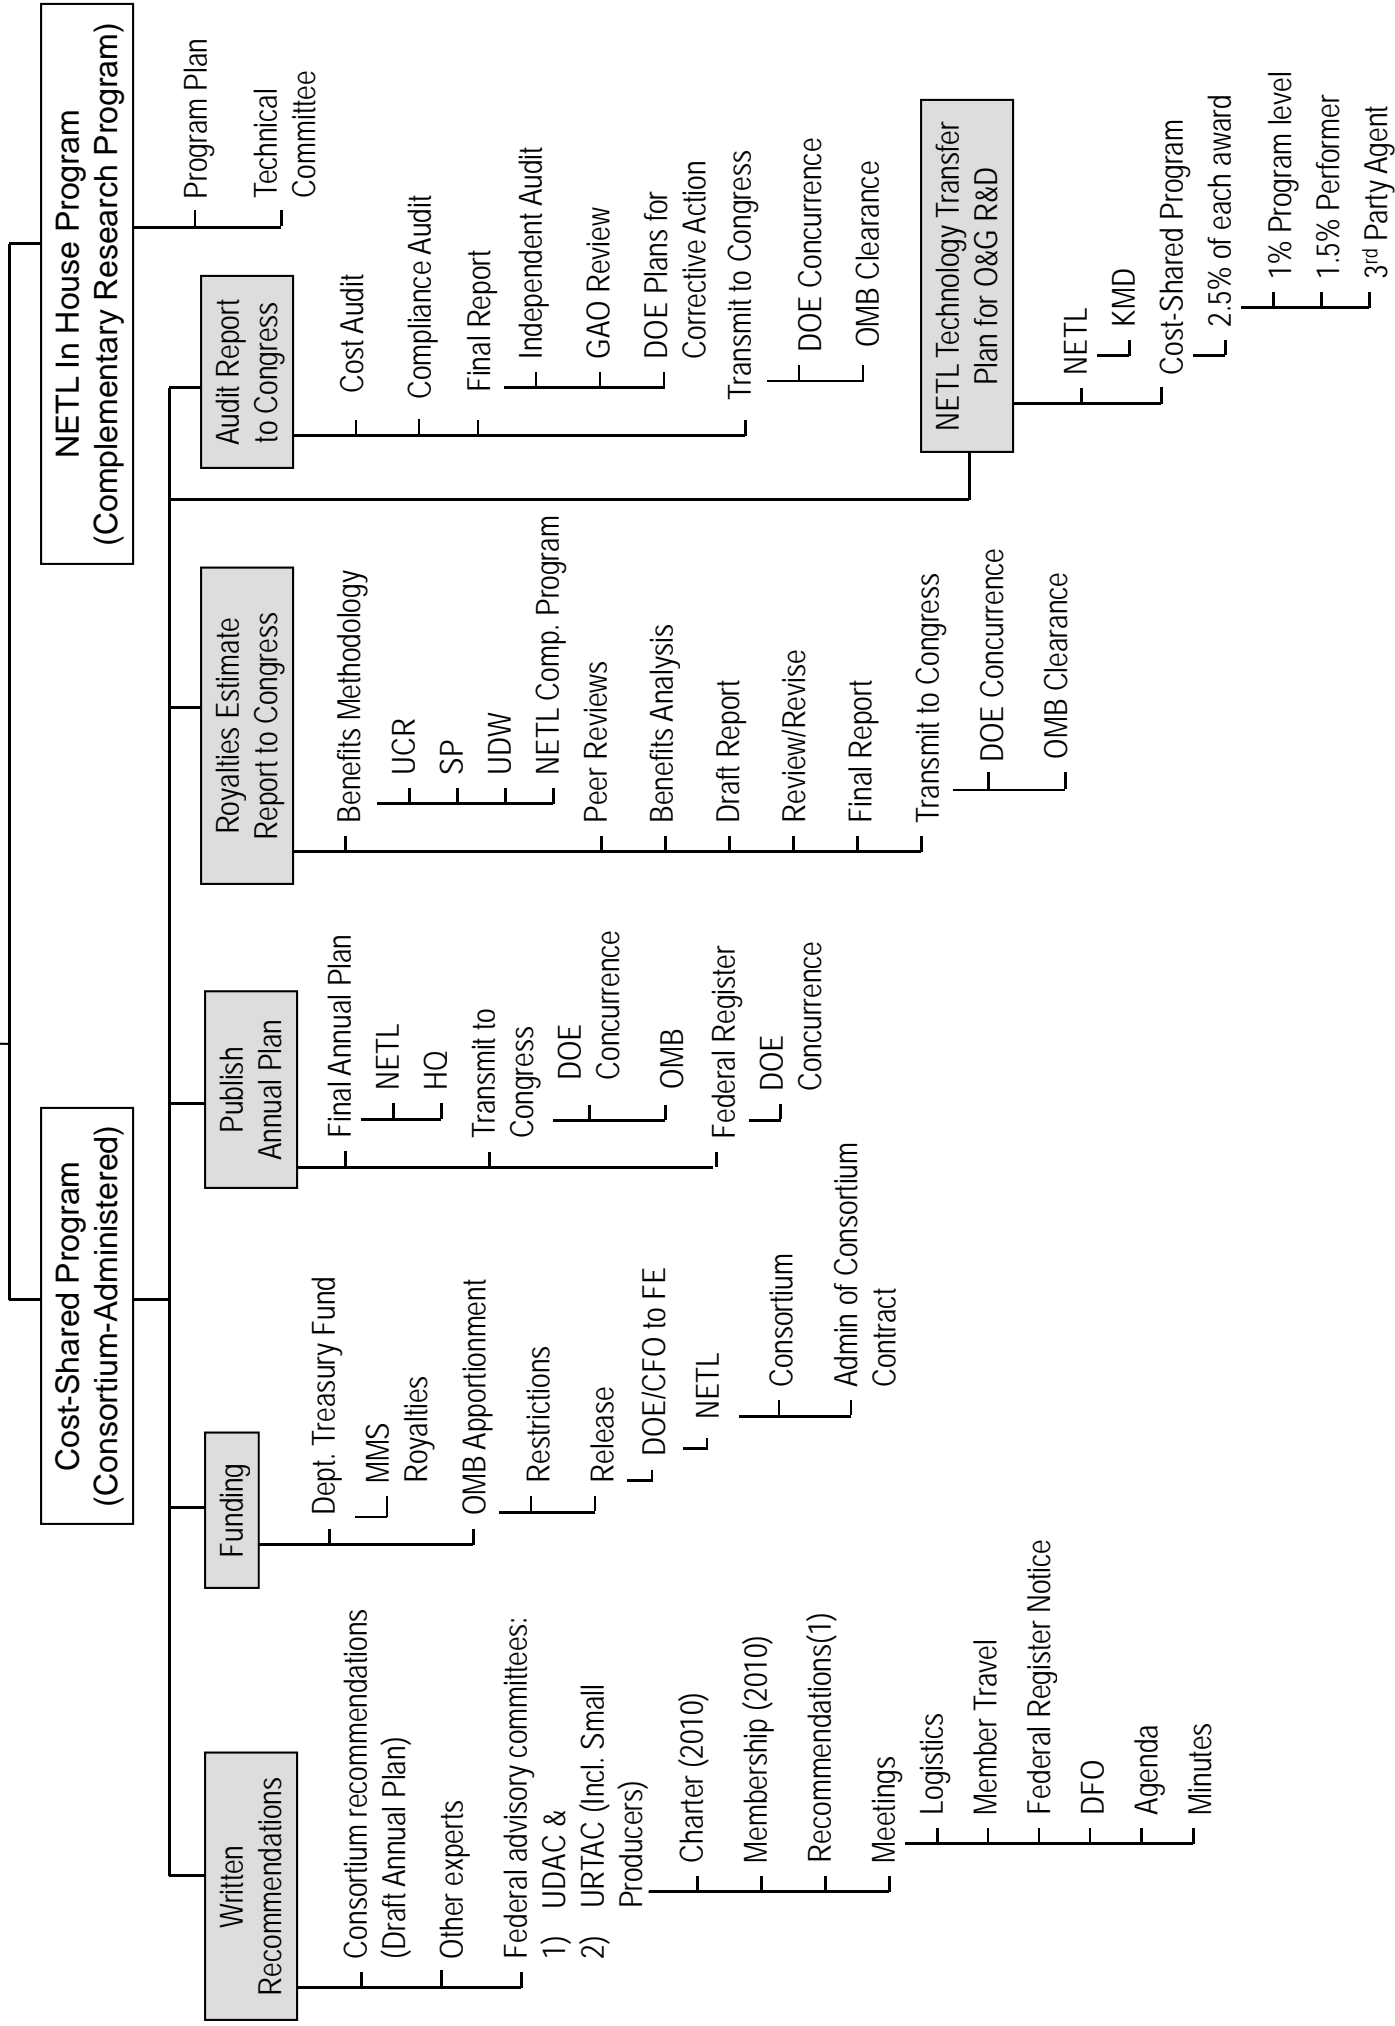 Cost-Shared Program
(Consortium-Administered)
NETL In House Program
(Complementary Research Program)
Program Plan
Technical
Committee
Written
Recommendations
Consortium recommendations
(Draft Annual Plan)
Other experts
Federal advisory committees:
1) UDAC &
2) URTAC (Incl. Small
Producers)
Charter (2010)
Membership (2010)
Recommendations(1)
Meetings
Logistics
Member Travel
Federal Register Notice
DFO
Agenda
Minutes
Funding
Dept. Treasury Fund
MMS
Royalties
OMB Apportionment
Restrictions
Release
DOE/CFO to FE
NETL
Consortium
Admin of Consortium
Contract
Publish
Annual Plan
Final Annual Plan
NETL
HQ
Transmit to
Congress
DOE
Concurrence
OMB
Federal Register
DOE
Concurrence
Royalties Estimate
Report to Congress
Benefits Methodology
UCR
SP
UDW
NETL Comp. Program
Peer Reviews
Benefits Analysis
Draft Report
Review/Revise
Final Report
Transmit to Congress
DOE Concurrence
OMB Clearance
Audit Report
to Congress
Cost Audit
Compliance Audit
Final Report
Independent Audit
GAO Review
DOE Plans for
Corrective Action
Transmit to Congress
DOE Concurrence
OMB Clearance
NETL Technology Transfer
Plan for O&G R&D
NETL
KMD
Cost-Shared Program
2.5% of each award
1% Program level
1.5% Performer
3rd Party Agent